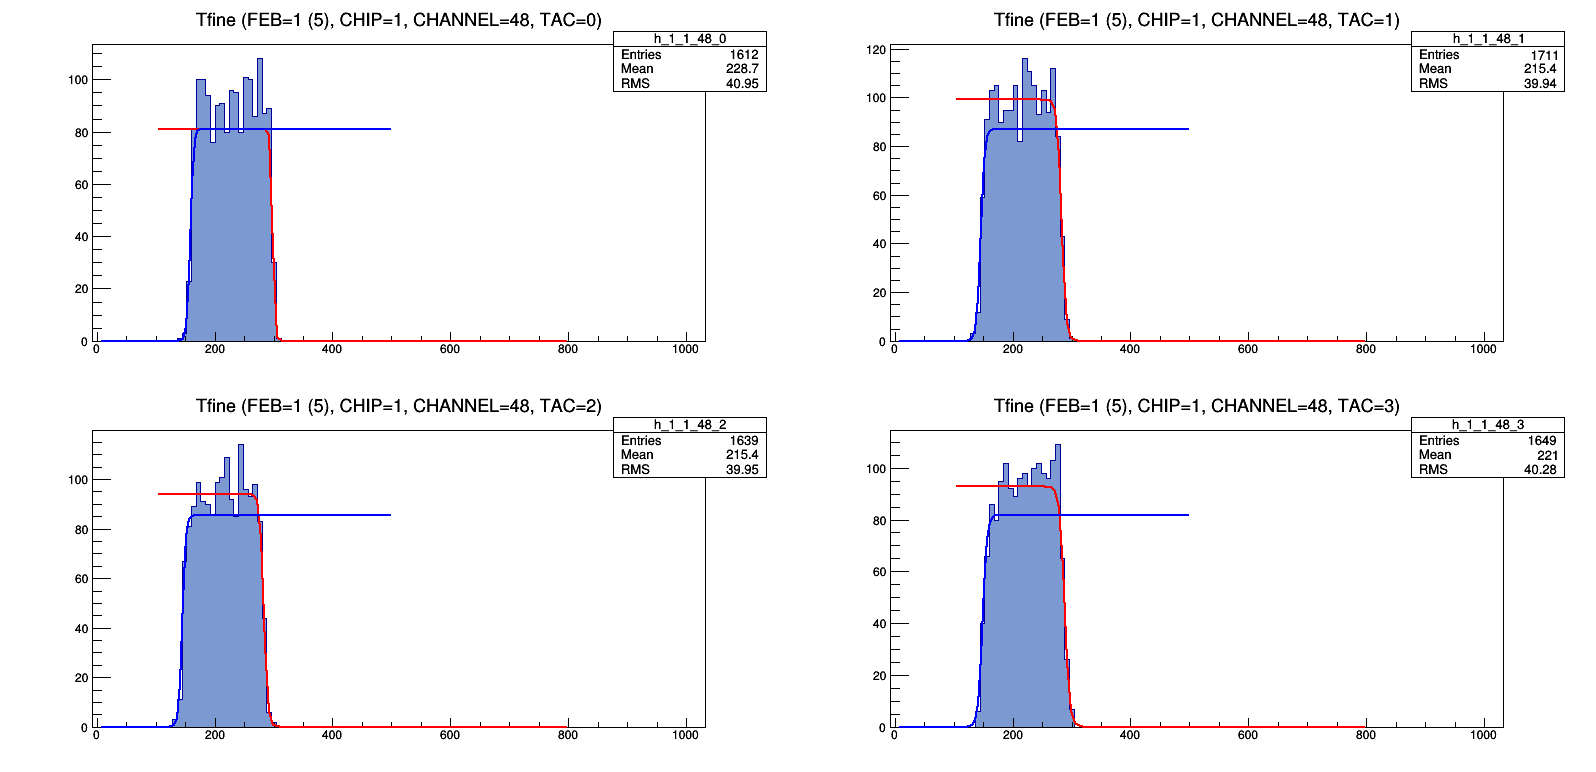 Tfine (FEB=1 (5), CHIP=1, CHANNEL=48, TAC=0)
h_1_1_48_0
Entries 1612
Mean 228.7
RMS 40.95
100
80
60
40
20
0
0 200 400 600 800 1000
Tfine (FEB=1 (5), CHIP=1, CHANNEL=48, TAC=1)
h_1_1_48_1
Entries 1711
Mean 215.4
RMS 39.94
120
100
80
60
40
20
0
0 200 400 600 800 1000
Tfine (FEB=1 (5), CHIP=1, CHANNEL=48, TAC=2)
h_1_1_48_2
Entries 1639
Mean 215.4
RMS 39.95
100
80
60
40
20
0
0 200 400 600 800 1000
Tfine (FEB=1 (5), CHIP=1, CHANNEL=48, TAC=3)
h_1_1_48_3
Entries 1649
Mean 221
RMS 40.28
100
80
60
40
20
0
0 200 400 600 800 1000